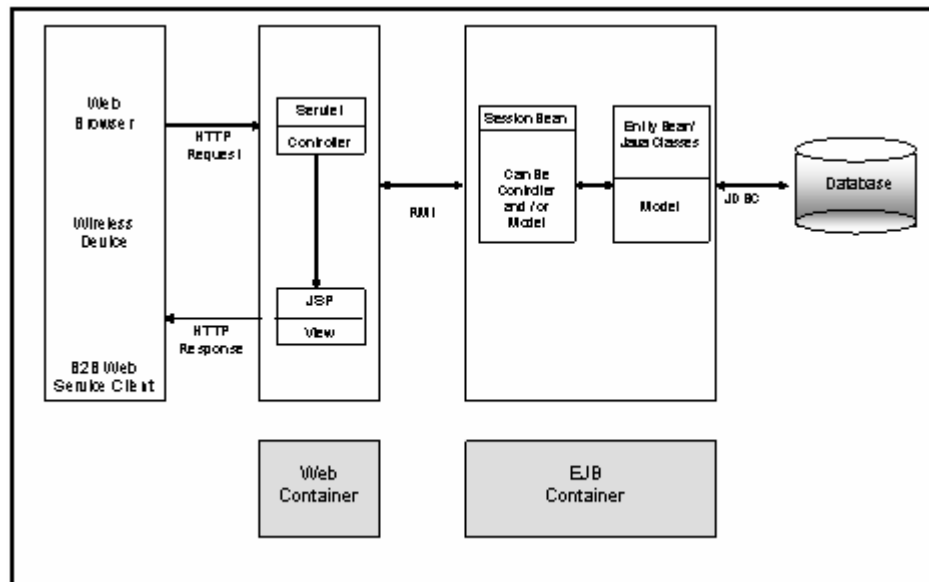 Web
Browser
Wireless
Device
B2B Web
Service Client
HTTP
Request
HTTP
Response
Servlet
Controller
JSP
View
RMI
Session Bean
Can Be
Controller
and / or
Model
Entity Bean/
Java Classes
Model
JDBC
Database
Web
Container
EJB
Container